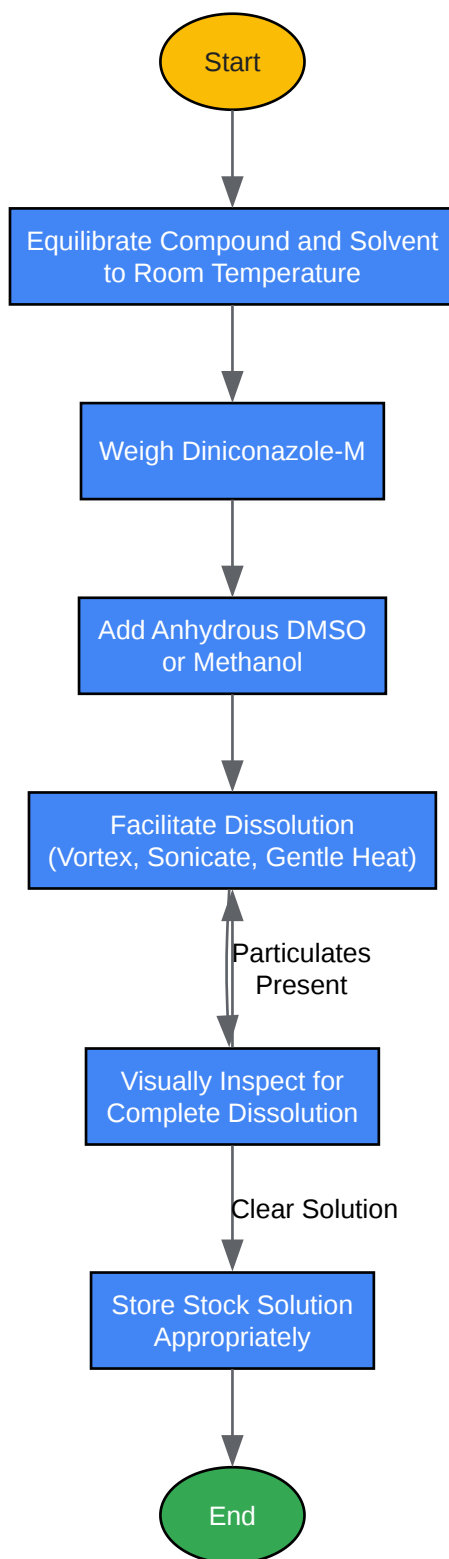 Start
Equilibrate Compound and Solvent
to Room Temperature
Weigh Diniconazole-M
Add Anhydrous DMSO
or Methanol
Facilitate Dissolution
(Vortex, Sonicate, Gentle Heat)
Particulates
Present
Visually Inspect for
Complete Dissolution
Clear Solution
Store Stock Solution
Appropriately
End